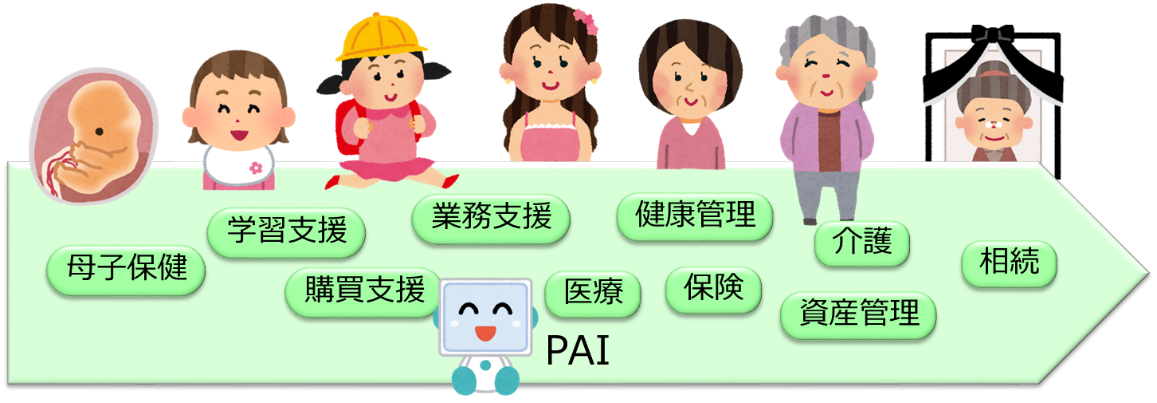 母子保健
学習支援
購買支援
業務支援
医療
健康管理
保険
介護
資産管理
相続
PAI